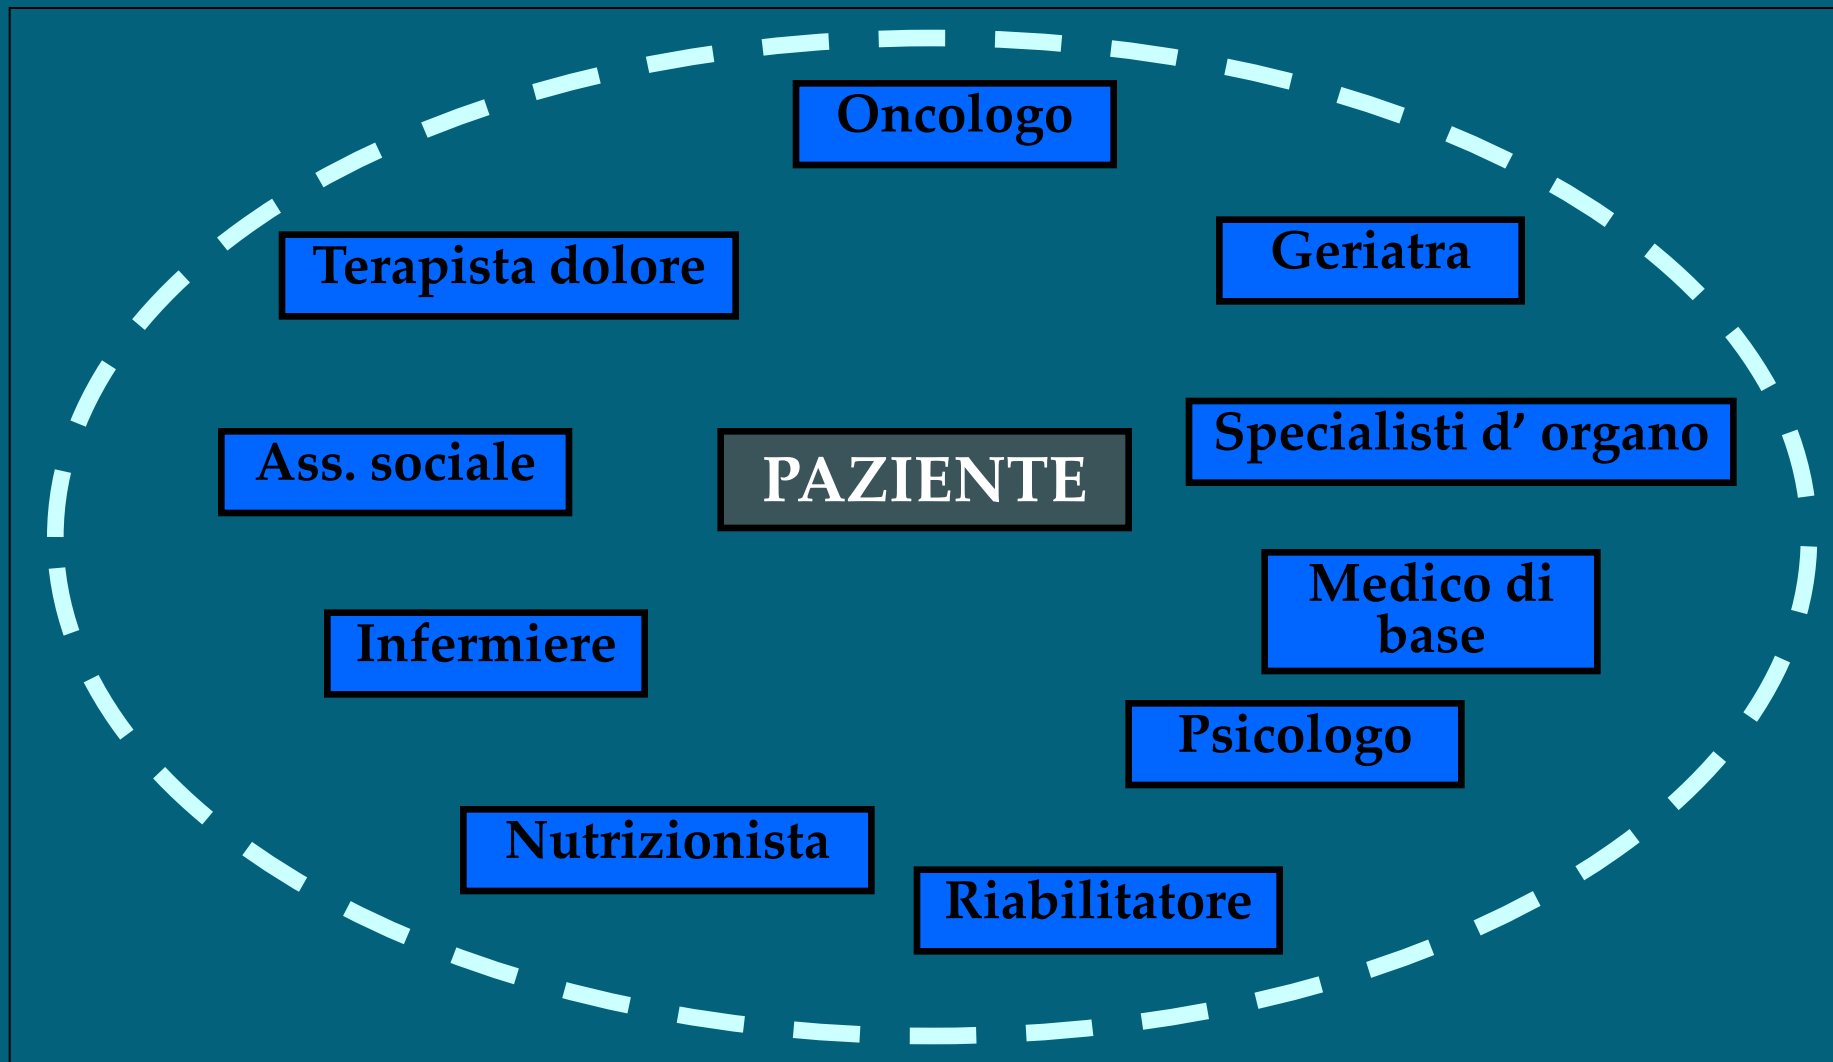 Oncologo
Geriatra
Terapista dolore
Specialisti d’ organo
Ass. sociale
PAZIENTE
Medico di
base
Infermiere
Psicologo
Nutrizionista
Riabilitatore